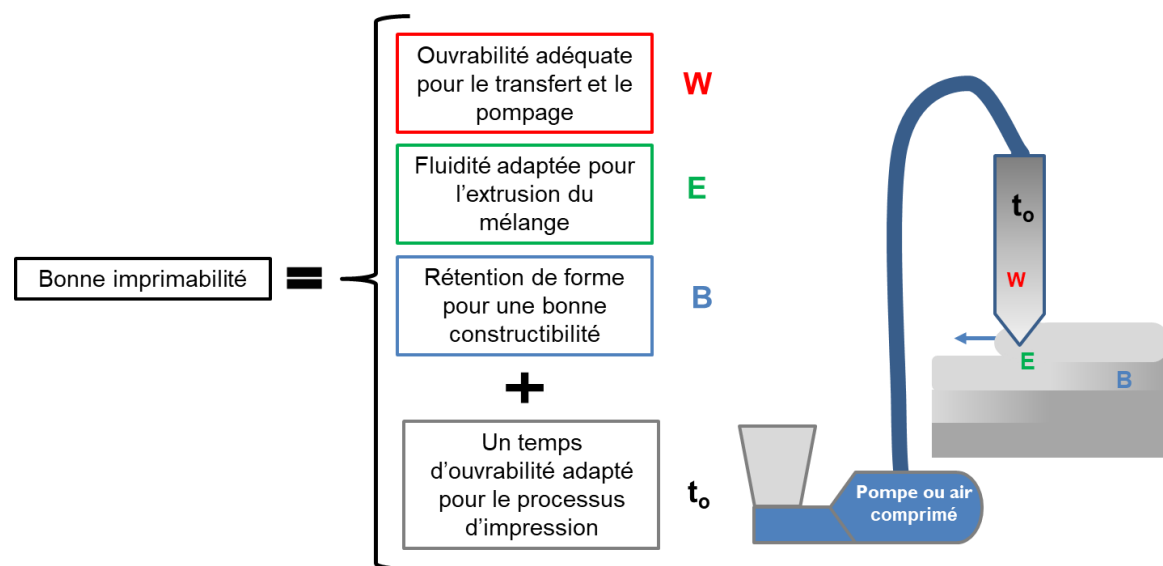 Ouvrabilité adéquate
pour le transfert et le
pompage
W
Fluidité adaptée pour
l’extrusion du
mélange
E
Bonne imprimabilité
=
Rétention de forme
pour une bonne
constructibilité
B
+
Un temps
d’ouvrabilité adapté
pour le processus
d’impression
to
to
W
E
B
Pompe ou air
comprimé